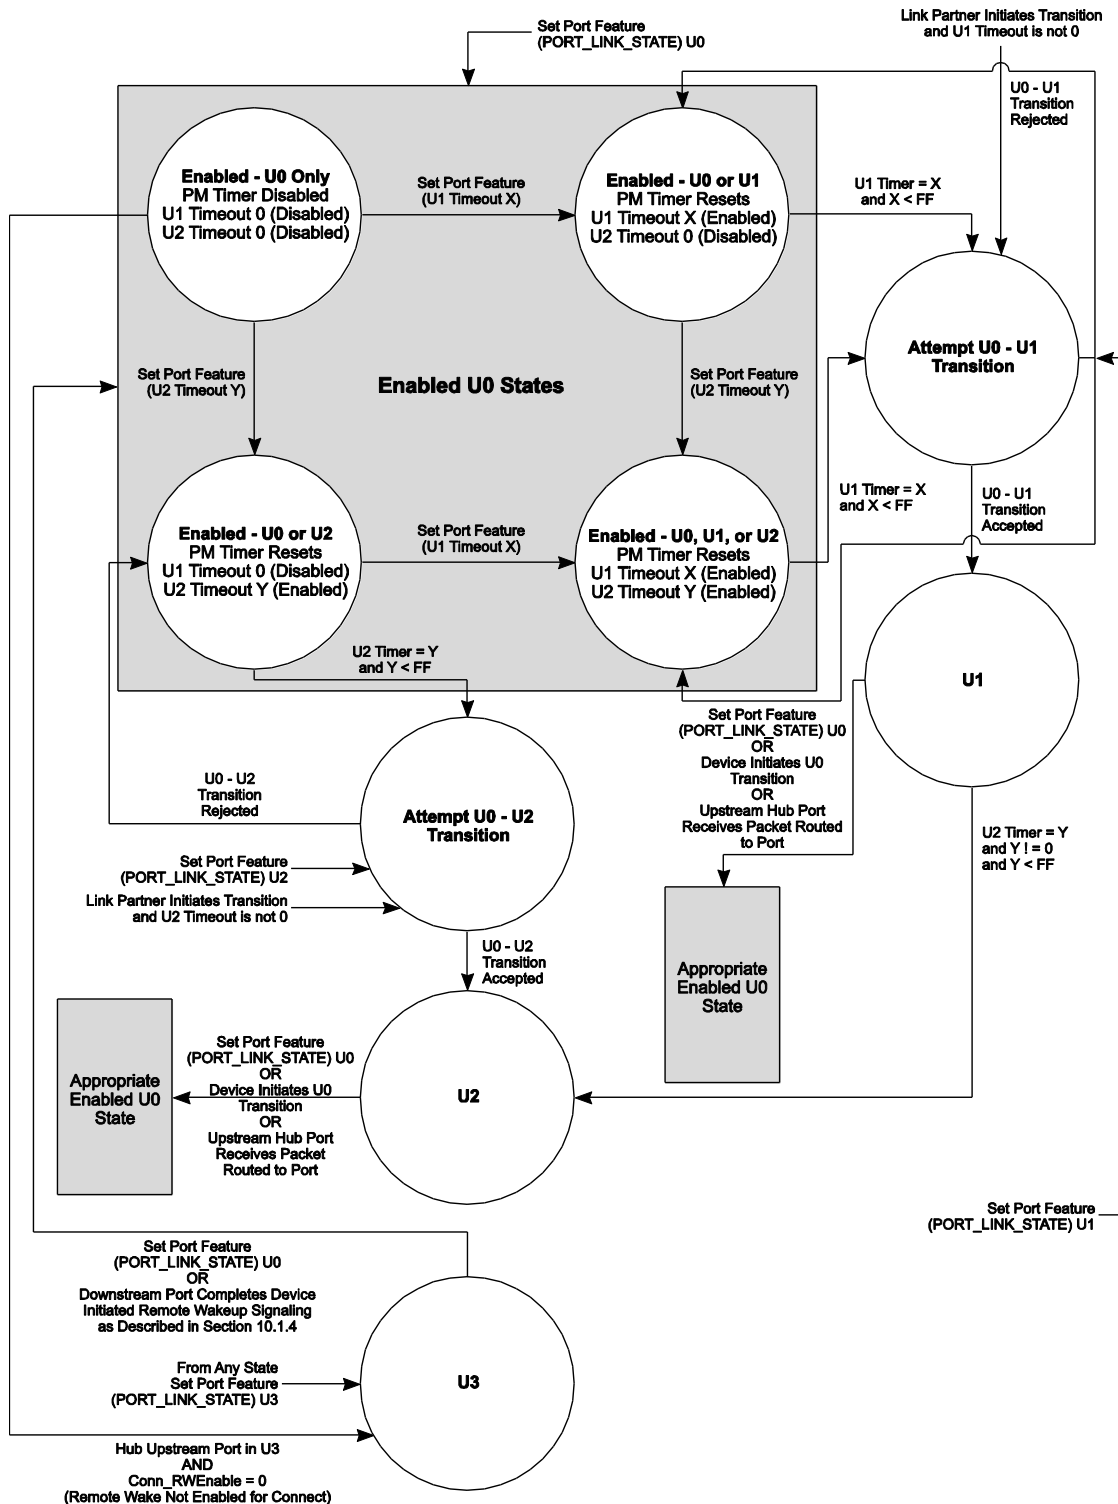 Set Port Feature
(PORT_LINK_STATE) U0
Link Partner Initiates Transition
and U1 Timeout is not 0
U0 - U1
Transition
Rejected
Enabled - U0 Only
PM Timer Disabled
U1 Timeout 0 (Disabled)
U2 Timeout 0 (Disabled)
Set Port Feature
(U1 Timeout X)
Enabled - U0 or U1
PM Timer Resets
U1 Timeout X (Enabled)
U2 Timeout 0 (Disabled)
U1 Timer = X
and X < FF
Attempt U0 - U1
Transition
Set Port Feature
(U2 Timeout Y)
Enabled U0 States
Set Port Feature
(U2 Timeout Y)
U1 Timer = X
and X < FF
U0 - U1
Transition
Accepted
Enabled - U0 or U2
PM Timer Resets
U1 Timeout 0 (Disabled)
U2 Timeout Y (Enabled)
Set Port Feature
(U1 Timeout X)
Enabled - U0, U1, or U2
PM Timer Resets
U1 Timeout X (Enabled)
U2 Timeout Y (Enabled)
U2 Timer = Y
and Y < FF
U1
Set Port Feature
(PORT_LINK_STATE) U0
OR
Device Initiates U0
Transition
OR
Upstream Hub Port
Receives Packet Routed
to Port
U0 - U2
Transition
Rejected
Attempt U0 - U2
Transition
U2 Timer = Y
and Y ! = 0
and Y < FF
Set Port Feature
(PORT_LINK_STATE) U2
Link Partner Initiates Transition
and U2 Timeout is not 0
U0 - U2
Transition
Accepted
Appropriate
Enabled U0
State
Appropriate
Enabled U0
State
Set Port Feature
(PORT_LINK_STATE) U0
OR
Device Initiates U0
Transition
OR
Upstream Hub Port
Receives Packet
Routed to Port
U2
Set Port Feature
(PORT_LINK_STATE) U1
Set Port Feature
(PORT_LINK_STATE) U0
OR
Downstream Port Completes Device
Initiated Remote Wakeup Signaling
as Described in Section 10.1.4
From Any State
Set Port Feature
(PORT_LINK_STATE) U3
U3
Hub Upstream Port in U3
AND
Conn_RWEnable = 0
(Remote Wake Not Enabled for Connect)